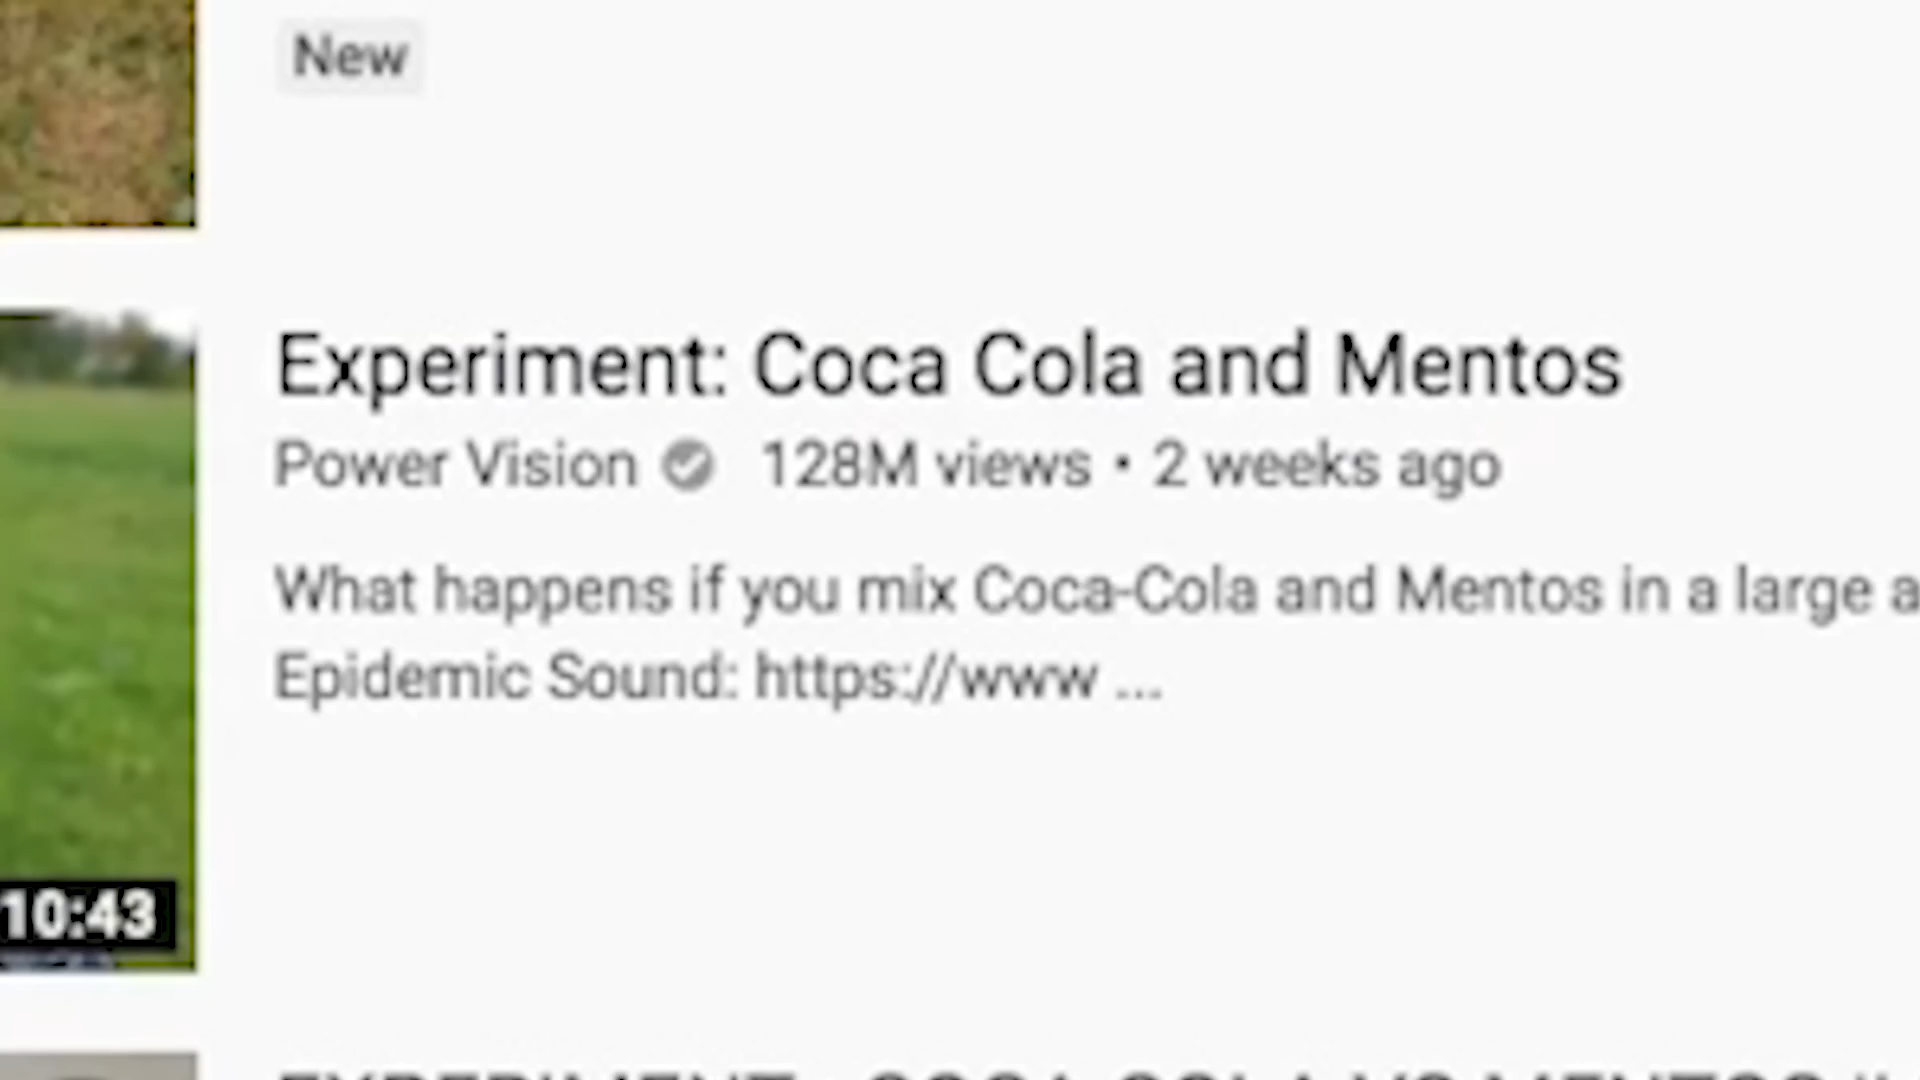 New
Experiment: Coca Cola and Mentos
Power Vision 128M views • 2 weeks ago
What happens if you mix Coca-Cola and Mentos in a large a
Epidemic Sound: https://www ...
10:43